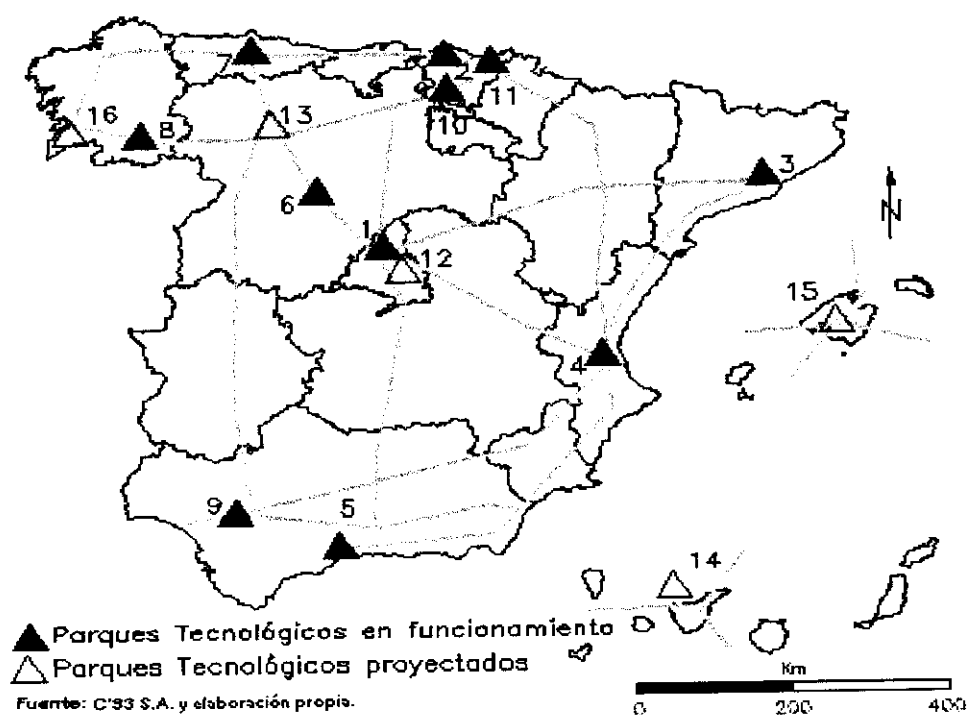 7
11
16
8
13
10
3
6
N
1
12
15
4
9
5
14
Parques Tecnológicos en funcionamiento
Parques Tecnológicos proyectados
Fuente: C'93 S.A. y elaboración propia.
Km
0 200 400